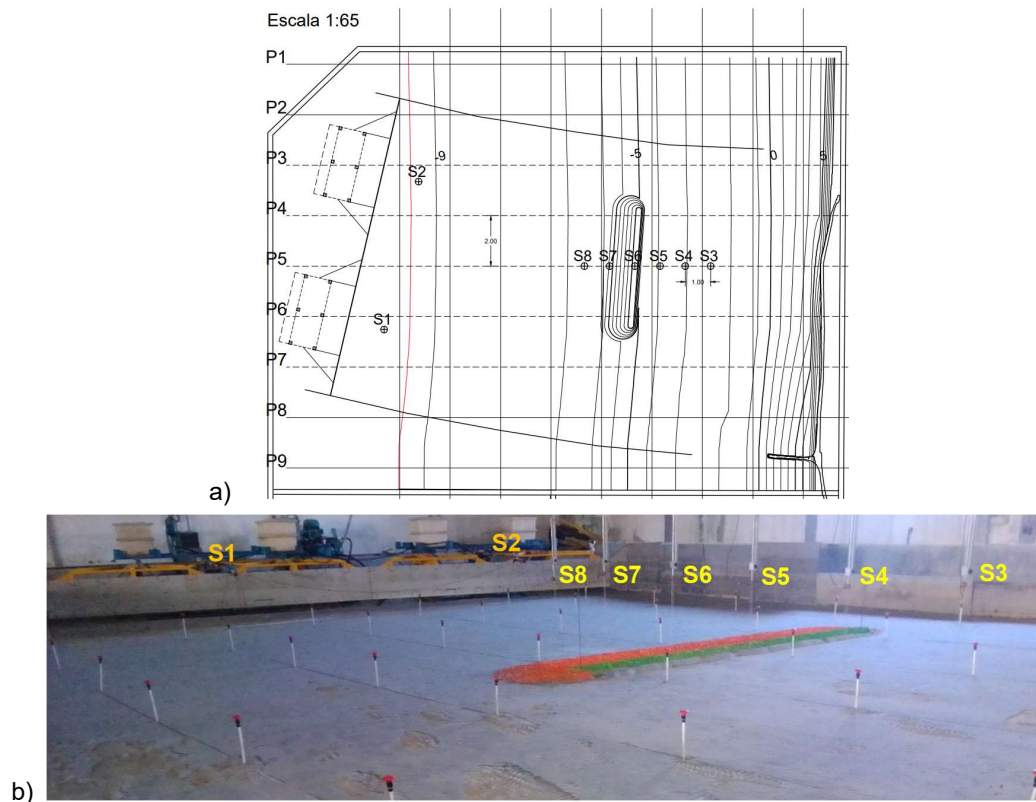 Escala 1:65
P1
P2
P3
-9
-5
0
5
S2
P4
2.00
P5
S8 S7 S6 S5 S4 S3
1.00
P6
S1
P7
P8
P9
a)
S1
S2
S8 S7 S6 S5 S4 S3
b)